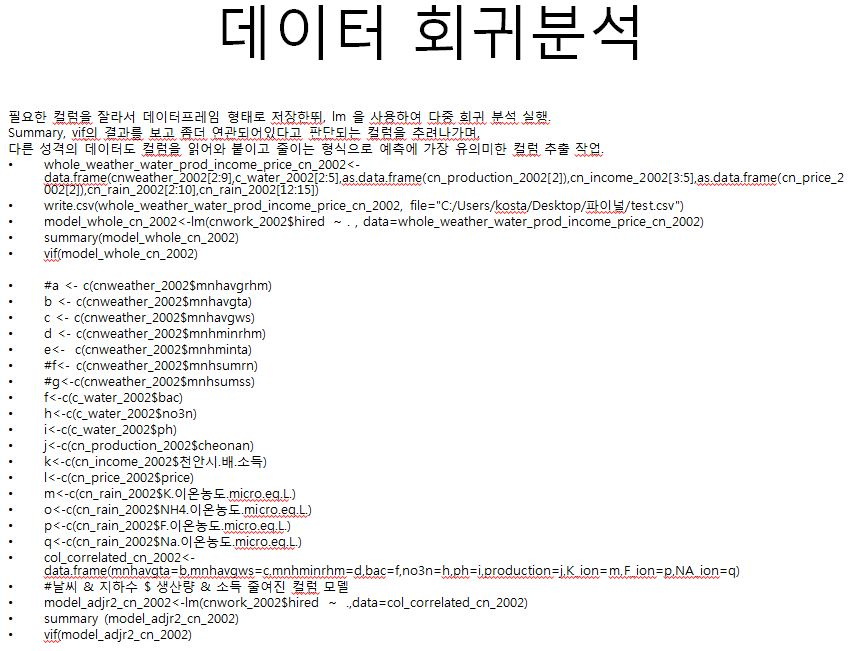 데이터 회귀분석
필요한 컬럼을 잘라서 데이터프레임 형태로 저장한뒤, lm 을 사용하여 다중 회귀 분석 실행.
Summary, vif의 결과를 보고 좀더 연관되어있다고 판단되는 컬럼을 추려나가며,
다른 성격의 데이터도 컬럼을 읽어와 붙이고 줄이는 형식으로 예측에 가장 유의미한 컬럼 추출 작업.
• whole_weather_water_prod_income_price_cn_2002<-
data.frame(cnweather_2002[2:9],c_water_2002[2:5],as.data.frame(cn_production_2002[2]),cn_income_2002[3:5],as.data.frame(cn_price_2
002[2]),cn_rain_2002[2:10],cn_rain_2002[12:15])
• write.csv(whole_weather_water_prod_income_price_cn_2002, file="C:/Users/kosta/Desktop/파이널/test.csv")
• model_whole_cn_2002<-lm(cnwork_2002$hired ~ . , data=whole_weather_water_prod_income_price_cn_2002)
• summary(model_whole_cn_2002)
• vif(model_whole_cn_2002)
• #a <- c(cnweather_2002$mnhavgrhm)
• b <- c(cnweather_2002$mnhavgta)
• c <- c(cnweather_2002$mnhavgws)
• d <- c(cnweather_2002$mnhminrhm)
• e<- c(cnweather_2002$mnhminta)
• #f<- c(cnweather_2002$mnhsumrn)
• #g<-c(cnweather_2002$mnhsumss)
• f<-c(c_water_2002$bac)
• h<-c(c_water_2002$no3n)
• i<-c(c_water_2002$ph)
• j<-c(cn_production_2002$cheonan)
• k<-c(cn_income_2002$천안시.배.소득)
• l<-c(cn_price_2002$price)
• m<-c(cn_rain_2002$K.이온농도.micro.eq.L.)
• o<-c(cn_rain_2002$NH4.이온농도.micro.eq.L.)
• p<-c(cn_rain_2002$F.이온농도.micro.eq.L.)
• q<-c(cn_rain_2002$Na.이온농도.micro.eq.L.)
• col_correlated_cn_2002<-
data.frame(mnhavgta=b,mnhavgws=c,mnhminrhm=d,bac=f,no3n=h,ph=i,production=j,K_ion=m,F_ion=p,NA_ion=q)
• #날씨 & 지하수 $ 생산량 & 소득 줄여진 컬럼 모델
• model_adjr2_cn_2002<-lm(cnwork_2002$hired ~ .,data=col_correlated_cn_2002)
• summary (model_adjr2_cn_2002)
• vif(model_adjr2_cn_2002)